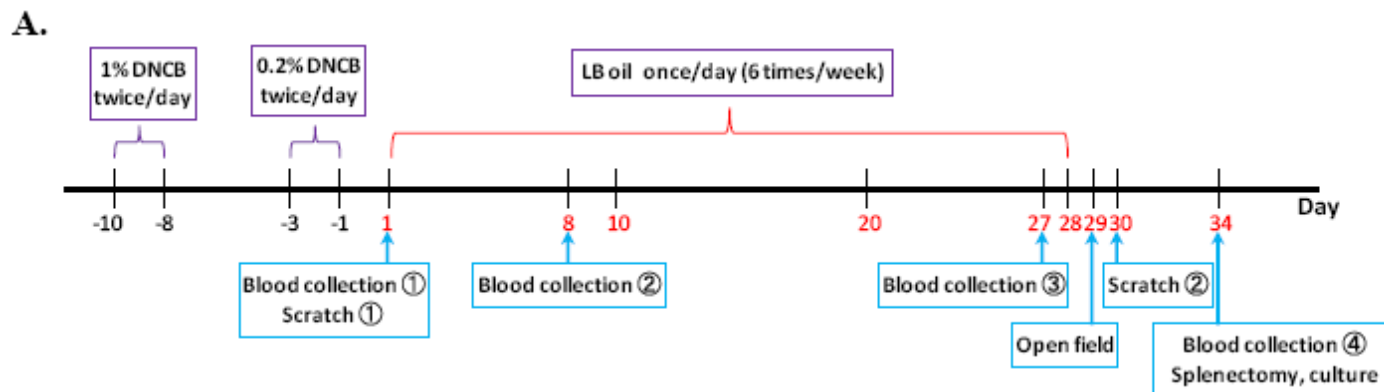 A.
1% DNCB
twice/day
0.2% DNCB
twice/day
LB oil once/day (6 times/week)
-10 -8 -3 -1 1 8 10 20 27 28 29 30 34 Day
Blood collection ①
Scratch ①
Blood collection ②
Blood collection ③
Scratch ②
Open field
Blood collection ④
Splenectomy, culture